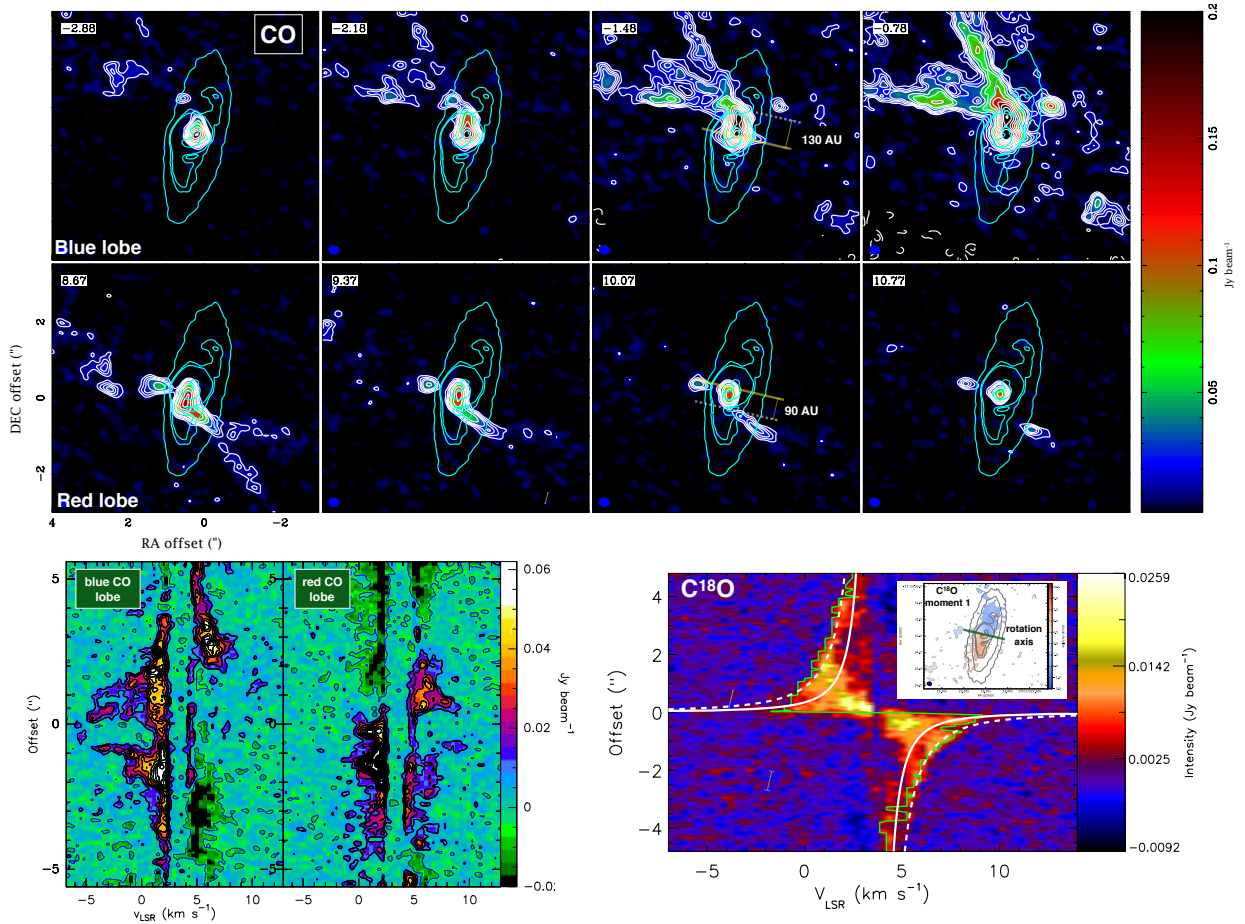 -2.88
CO
-2.18
-1.48
-0.78
130 AU
Blue lobe
0.2
0.15
0.1
0.05
Jy beam⁻¹
8.67
9.37
10.07
10.77
90 AU
Red lobe
2
0
-2
DEC offset (")
4
2
0
-2
RA offset (")
blue CO
lobe
red CO
lobe
5
0
-5
Offset (")
-5
0
5
10
-5
0
5
10
V_LSR (km s⁻¹)
0.06
0.04
0.02
0
-0.0
Jy beam⁻¹
C¹⁸O
C¹⁸O
moment 1
rotation
axis
4
2
0
-2
-4
Offset (")
-5
0
5
10
V_LSR (km s⁻¹)
0.0259
0.0142
0.0025
-0.0092
Intensity (Jy beam⁻¹)